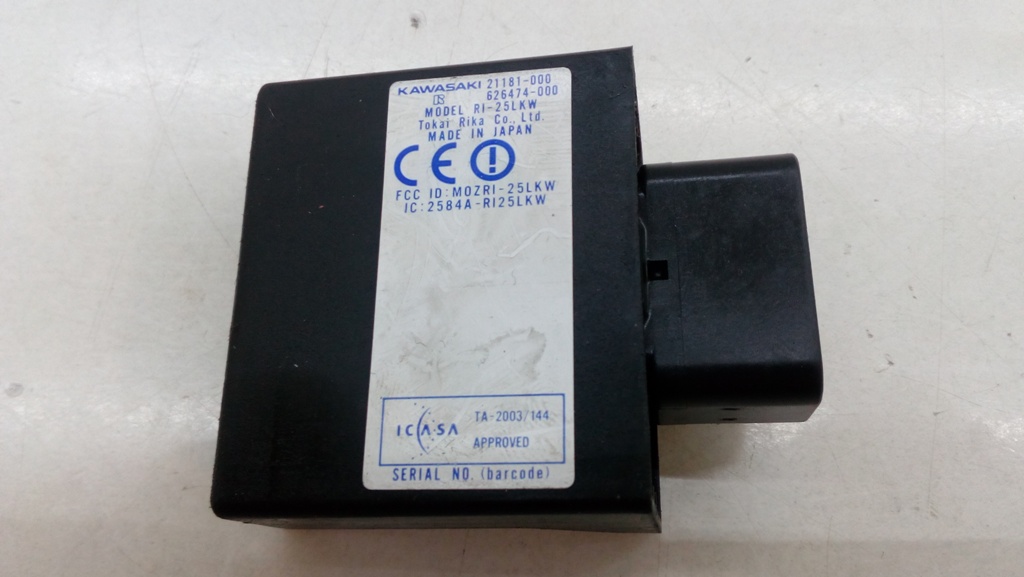 KAWASAKI 21181-000
R 626474-000
MODEL RI-25LKW
Tokai Rika Co., Ltd.
MADE IN JAPAN
CE
FCC ID:MOZRI-25LKW
IC:2584A-RI25LKW
ICASA TA-2003/144
APPROVED
SERIAL NO. (barcode)